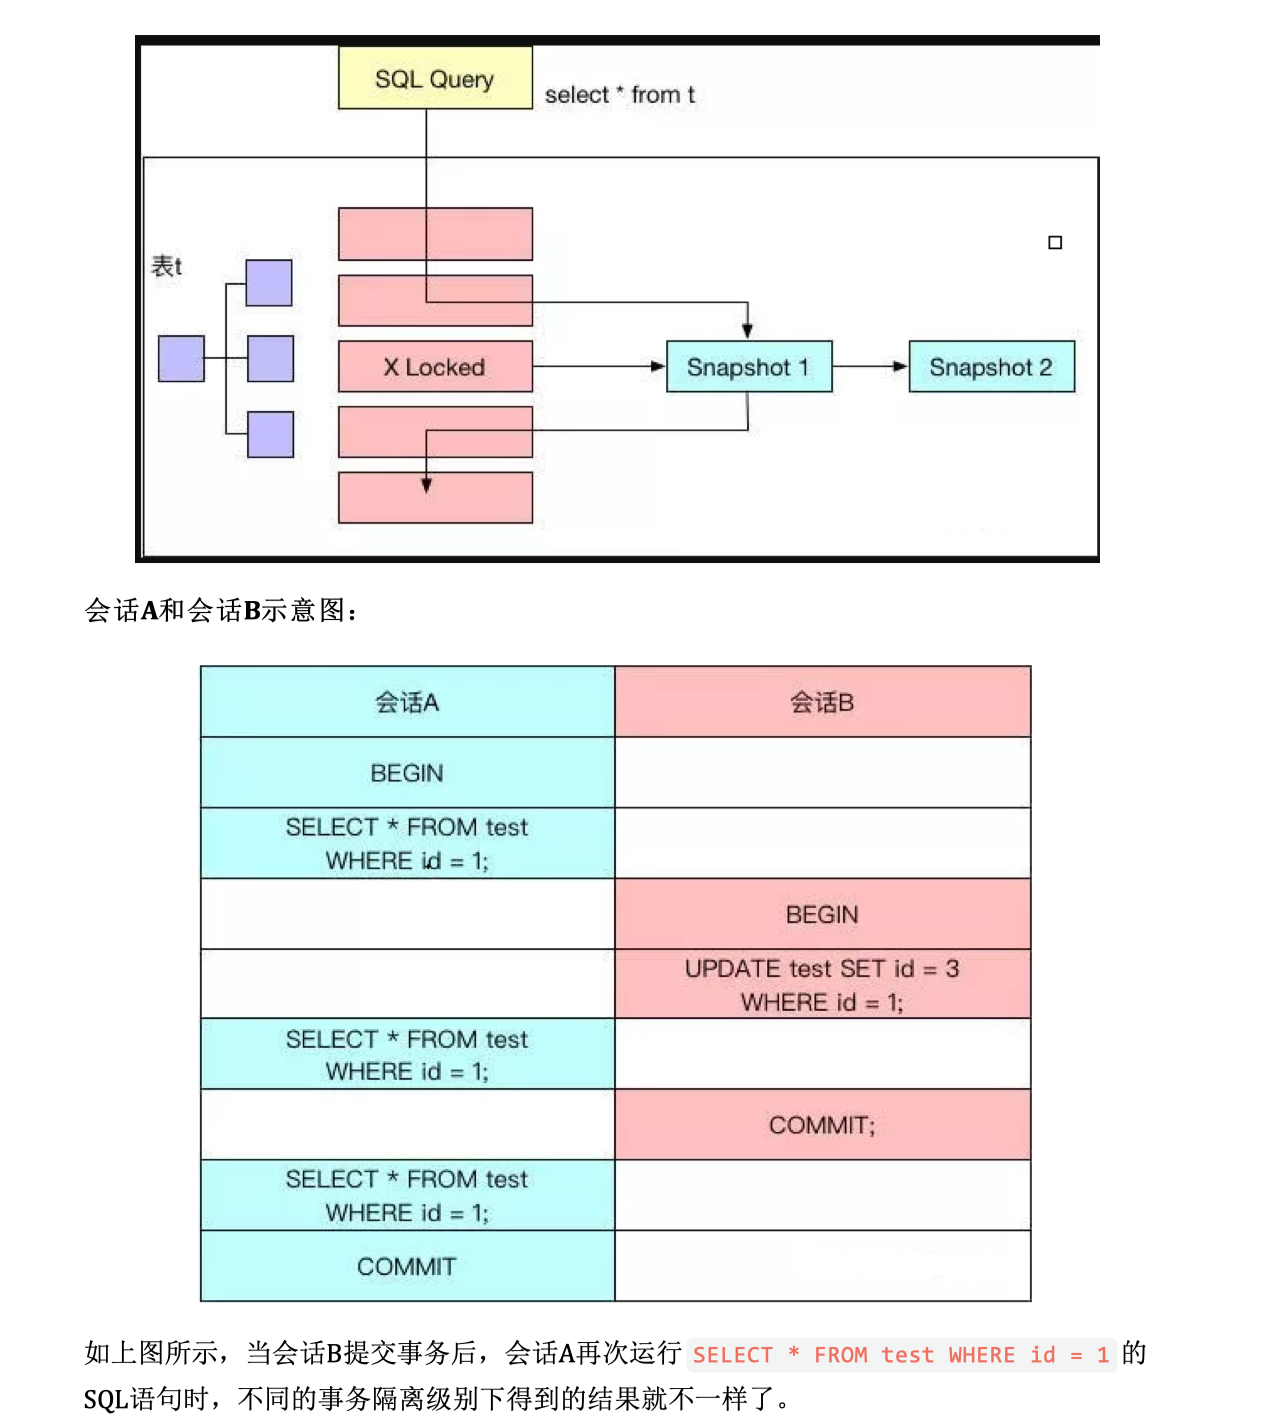 SQL Query
select * from t
表t
X Locked
Snapshot 1
Snapshot 2
会话A和会话B示意图：
会话A
会话B
BEGIN
SELECT * FROM test
WHERE id = 1;
BEGIN
UPDATE test SET id = 3
WHERE id = 1;
SELECT * FROM test
WHERE id = 1;
COMMIT;
SELECT * FROM test
WHERE id = 1;
COMMIT
如上图所示，当会话B提交事务后，会话A再次运行 SELECT * FROM test WHERE id = 1 的
SQL语句时，不同的事务隔离级别下得到的结果就不一样了。